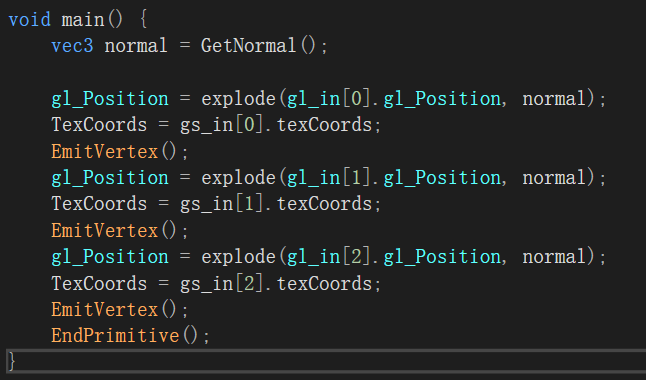 void main() {
    vec3 normal = GetNormal();

    gl_Position = explode(gl_in[0].gl_Position, normal);
    TexCoords = gs_in[0].texCoords;
    EmitVertex();
    gl_Position = explode(gl_in[1].gl_Position, normal);
    TexCoords = gs_in[1].texCoords;
    EmitVertex();
    gl_Position = explode(gl_in[2].gl_Position, normal);
    TexCoords = gs_in[2].texCoords;
    EmitVertex();
    EndPrimitive();
}